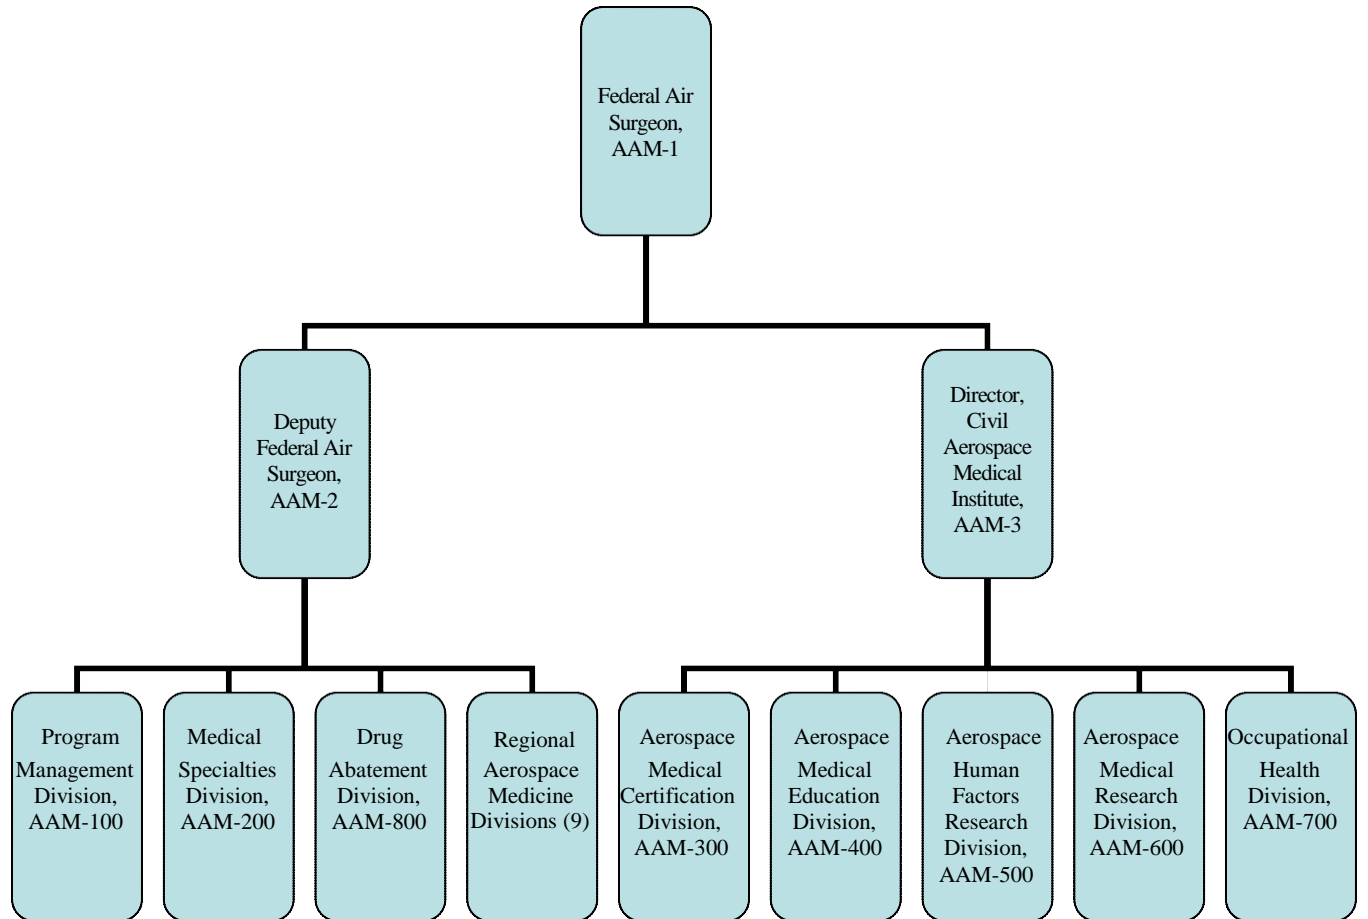 Federal Air
Surgeon,
AAM-1
Deputy
Federal Air
Surgeon,
AAM-2
Director,
Civil
Aerospace
Medical
Institute,
AAM-3
Program
Management
Division,
AAM-100
Medical
Specialties
Division,
AAM-200
Drug
Abatement
Division,
AAM-800
Regional
Aerospace
Medicine
Divisions (9)
Aerospace
Medical
Certification
Division,
AAM-300
Aerospace
Medical
Education
Division,
AAM-400
Aerospace
Human
Factors
Research
Division,
AAM-500
Aerospace
Medical
Research
Division,
AAM-600
Occupational
Health
Division,
AAM-700